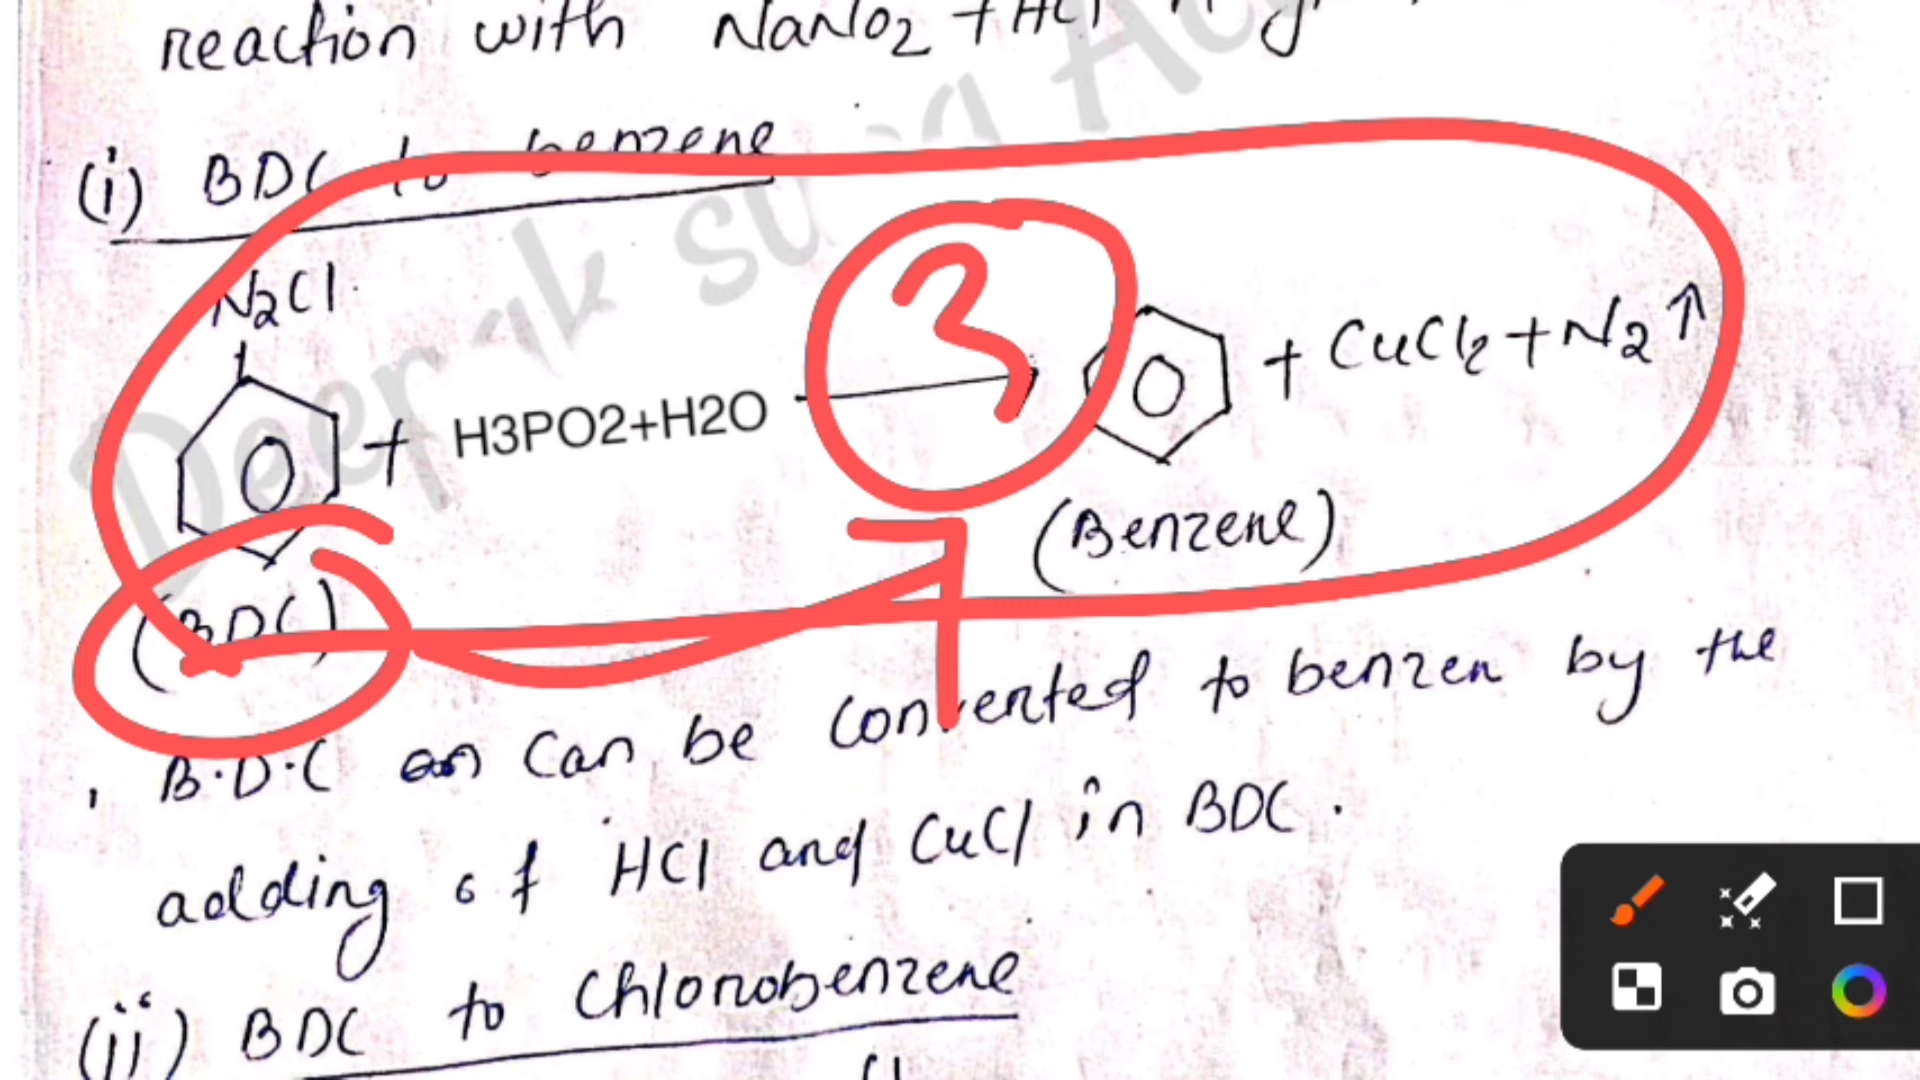 reaction with NaNO2 + HCl
(i) BDC to benzene
N2Cl
+ H3PO2+H2O → + CuCl2 + N2 ↑
3
(Benzene)
(BDC)
, B.D.C can be converted to benzen by the
adding of HCl and CuCl in BDC.
(ii) BDC to Chlorobenzene
Deepak